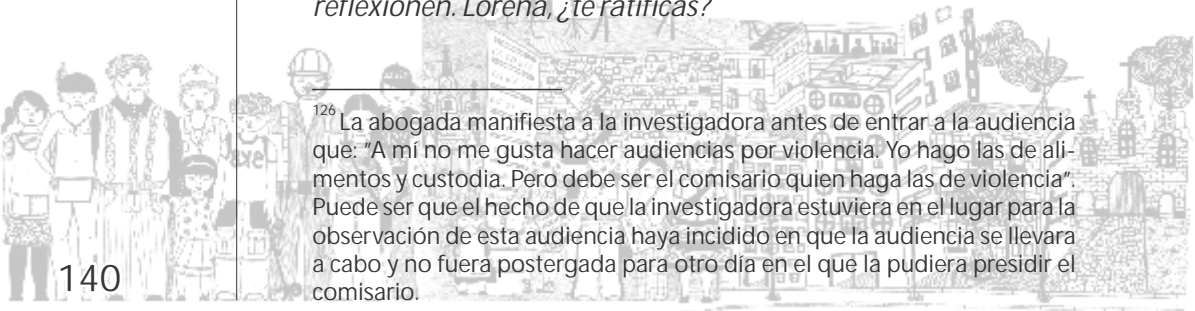 reflexionen. Lorena, ¿te ratificas?
126 La abogada manifiesta a la investigadora antes de entrar a la audiencia
que: "A mí no me gusta hacer audiencias por violencia. Yo hago las de ali-
mentos y custodia. Pero debe ser el comisario quien haga las de violencia".
Puede ser que el hecho de que la investigadora estuviera en el lugar para la
observación de esta audiencia haya incidido en que la audiencia se llevara
a cabo y no fuera postergada para otro día en el que la pudiera presidir el
comisario.
140